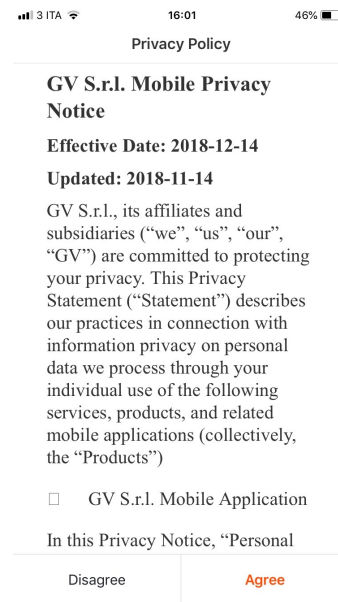 3 ITA 16:01 46%
Privacy Policy
GV S.r.l. Mobile Privacy
Notice
Effective Date: 2018-12-14
Updated: 2018-11-14
GV S.r.l., its affiliates and
subsidiaries (“we”, “us”, “our”,
“GV”) are committed to protecting
your privacy. This Privacy
Statement (“Statement”) describes
our practices in connection with
information privacy on personal
data we process through your
individual use of the following
services, products, and related
mobile applications (collectively,
the “Products”)
GV S.r.l. Mobile Application
In this Privacy Notice, “Personal
Disagree Agree